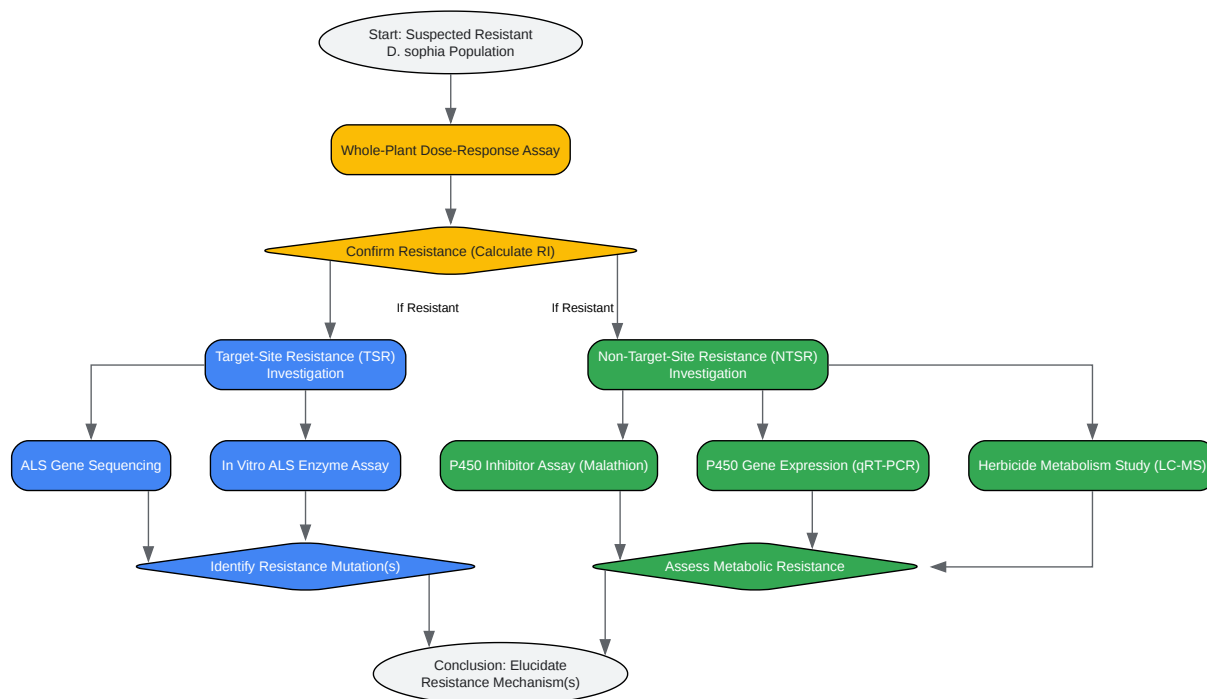 Start: Suspected Resistant
D. sophia Population
Whole-Plant Dose-Response Assay
Confirm Resistance (Calculate RI)
If Resistant
If Resistant
Target-Site Resistance (TSR)
Investigation
Non-Target-Site Resistance (NTSR)
Investigation
ALS Gene Sequencing
In Vitro ALS Enzyme Assay
P450 Inhibitor Assay (Malathion)
P450 Gene Expression (qRT-PCR)
Herbicide Metabolism Study (LC-MS)
Identify Resistance Mutation(s)
Assess Metabolic Resistance
Conclusion: Elucidate
Resistance Mechanism(s)